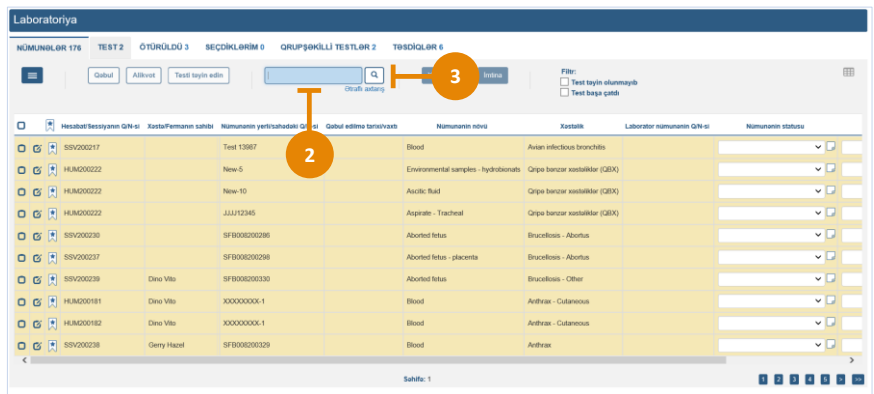 Laboratoriya
NÜMUNƏLƏR 176 TEST 2 ÖTÜRÜLDÜ 3 SEÇDİKLƏRİM 0 QRUPŞƏKİLLİ TESTLƏR 2 TƏSDİQLƏR 6
Qəbul Alikvot Testi təyin edin İmtina
Ətraflı axtarış
3
2
Filtr:
Test təyin olunmayıb
Test başa çatdı
Hesabat/Sessiyanın Q/N-si Xəstə/Fermanın sahibi Nümunənin yerli/sahədəki Q/N-si Qəbul edilmə tarixi/vaxtı Nümunənin növü Xəstəlik Laborator nümunənin Q/N-si Nümunənin statusu
SSV200217 Test 13987 Blood Avian infectious bronchitis
HUM200222 New-5 Environmental samples - hydrobionats Qripə bənzər xəstəliklər (QBX)
HUM200222 New-10 Ascitic fluid Qripə bənzər xəstəliklər (QBX)
HUM200222 JJJJ12345 Aspirate - Tracheal Qripə bənzər xəstəliklər (QBX)
SSV200230 SFB008200286 Aborted fetus Brucellosis - Abortus
SSV200237 SFB008200298 Aborted fetus - placenta Brucellosis - Abortus
SSV200239 Dino Vito SFB008200330 Aborted fetus Brucellosis - Other
HUM200181 Dino Vito XXXXXXXX-1 Blood Anthrax - Cutaneous
HUM200182 Dino Vito XXXXXXXX-1 Blood Anthrax - Cutaneous
SSV200238 Gerry Hazel SFB008200329 Blood Anthrax
Səhifə: 1 1 2 3 4 5 > >>